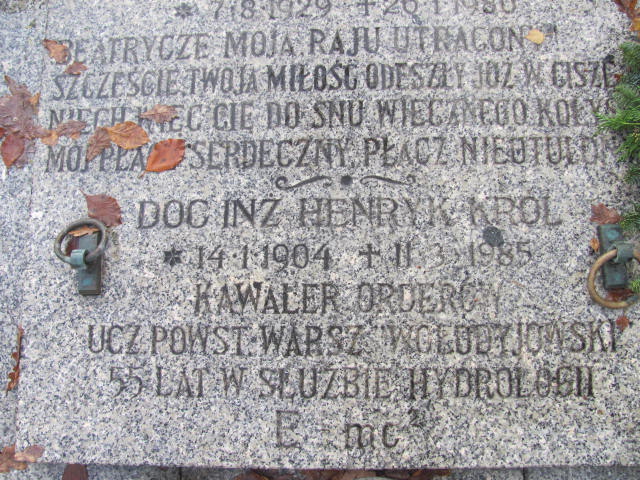 * 7·8·1929 + 26·1·1980
BEATRYCZE MOJA, RAJU UTRACONY
SZCZĘŚCIE, TWOJA MIŁOŚĆ ODESZŁY JUŻ W CISZĘ
NIECH WIĘC CIĘ DO SNU WIECZNEGO
MÓJ PŁACZ SERDECZNY, PŁACZ NIEUTULONY
DOC INŻ HENRYK KRÓL
* 14·1·1904 + 11·3·1985
KAWALER ORDERÓW
UCZ POWST. WARSZ "WOŁODYJOWSKI"
55 LAT W SŁUŻBIE HYDROLOGII
E mc²